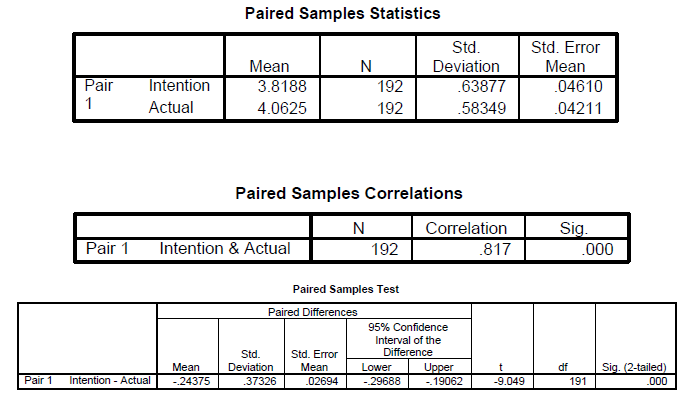 Paired Samples Statistics
Mean N Std. Deviation Std. Error Mean
Pair 1 Intention 3.8188 192 .63877 .04610
Actual 4.0625 192 .58349 .04211
Paired Samples Correlations
N Correlation Sig.
Pair 1 Intention & Actual 192 .817 .000
Paired Samples Test
Paired Differences
95% Confidence Interval of the Difference
Mean Std. Deviation Std. Error Mean Lower Upper t df Sig. (2-tailed)
Pair 1 Intention - Actual -.24375 .37326 .02694 -.29688 -.19062 -9.049 191 .000